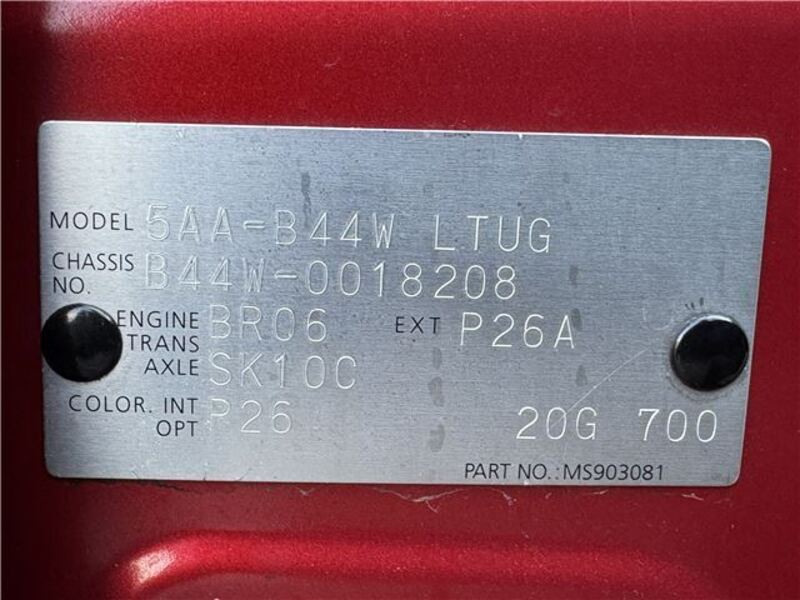 MODEL 5AA-B44W LTUG
CHASSIS NO. B44W-0018208
ENGINE BR06 EXT P26A
TRANS AXLE SK10C
COLOR. INT OPT P26 20G 700
PART NO.:MS903081